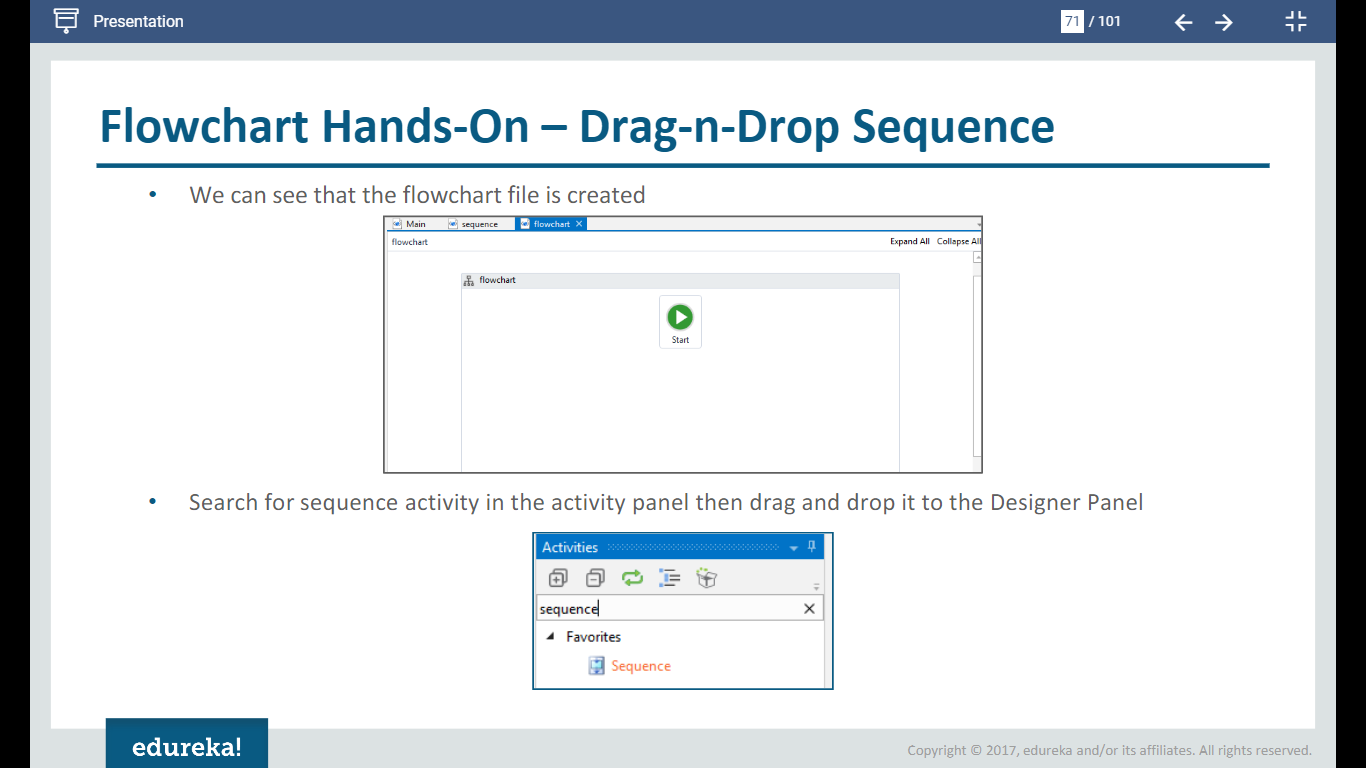 Presentation
71 / 101
Flowchart Hands-On – Drag-n-Drop Sequence
• We can see that the flowchart file is created
Main sequence flowchart ×
flowchart Expand All Collapse All
flowchart
Start
• Search for sequence activity in the activity panel then drag and drop it to the Designer Panel
Activities
sequence
Favorites
Sequence
edureka!
Copyright © 2017, edureka and/or its affiliates. All rights reserved.